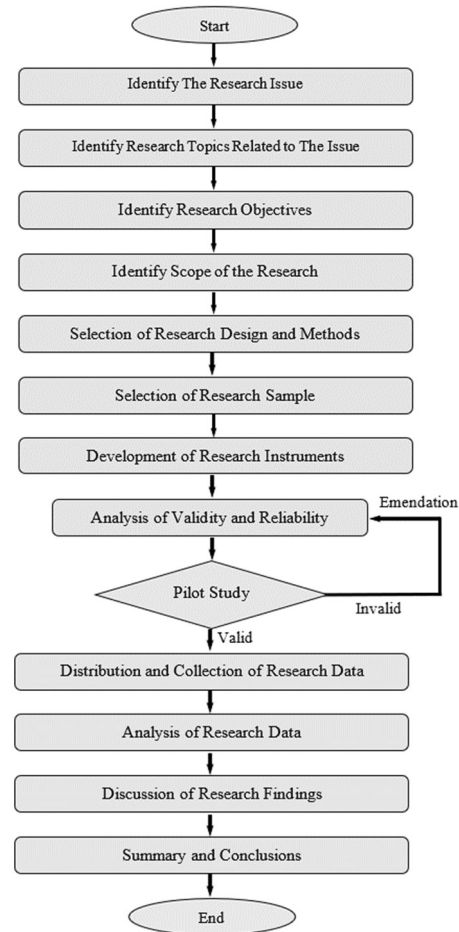 Start
Identify The Research Issue
Identify Research Topics Related to The Issue
Identify Research Objectives
Identify Scope of the Research
Selection of Research Design and Methods
Selection of Research Sample
Development of Research Instruments
Emendation
Analysis of Validity and Reliability
Pilot Study
Invalid
Valid
Distribution and Collection of Research Data
Analysis of Research Data
Discussion of Research Findings
Summary and Conclusions
End